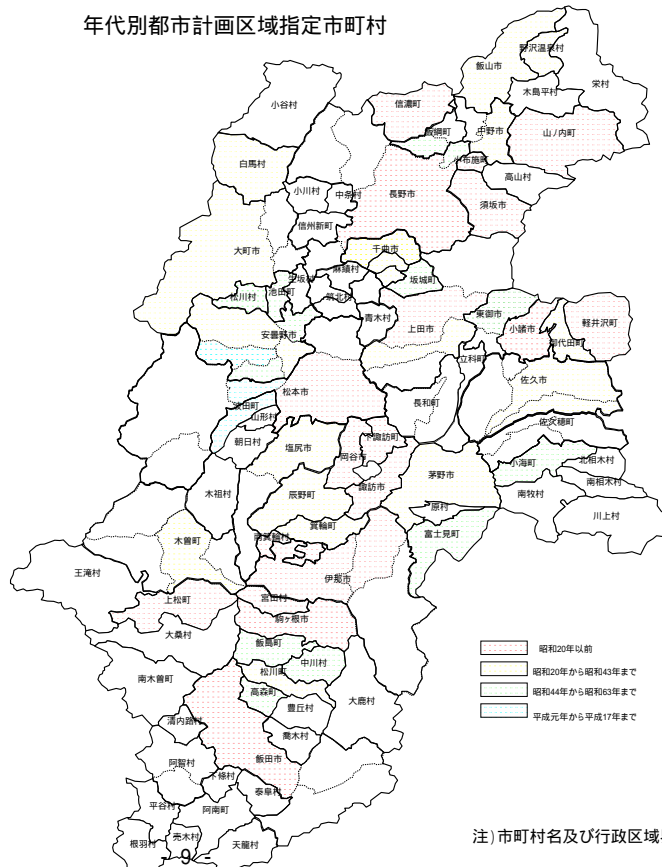 年代別都市計画区域指定市町村
野沢温泉村
飯山市
栄村
小谷村
信濃町
木島平村
飯綱町
中野市
山ノ内町
白馬村
小布施町
高山村
小川村
中条村
長野市
須坂市
信州新町
大町市
千曲市
麻績村
生坂村
坂城町
松川村
池田町
筑北村
青木村
上田市
東御市
小諸市
軽井沢町
安曇野市
御代田町
立科町
佐久市
松本市
波田町
長和町
山形村
佐久穂町
朝日村
塩尻市
下諏訪町
岡谷市
小海町
北相木村
木祖村
諏訪市
茅野市
南相木村
辰野町
南牧村
原村
川上村
箕輪町
南箕輪村
富士見町
木曽町
王滝村
伊那市
上松町
宮田村
駒ヶ根市
大桑村
飯島町
中川村
松川町
南木曽町
高森町
大鹿村
豊丘村
清内路村
喬木村
阿智村
飯田市
下條村
泰阜村
平谷村
阿南町
根羽村
売木村
天龍村
昭和20年以前
昭和20年から昭和43年まで
昭和44年から昭和63年まで
平成元年から平成17年まで
注)市町村名及び行政区域
- 9 -